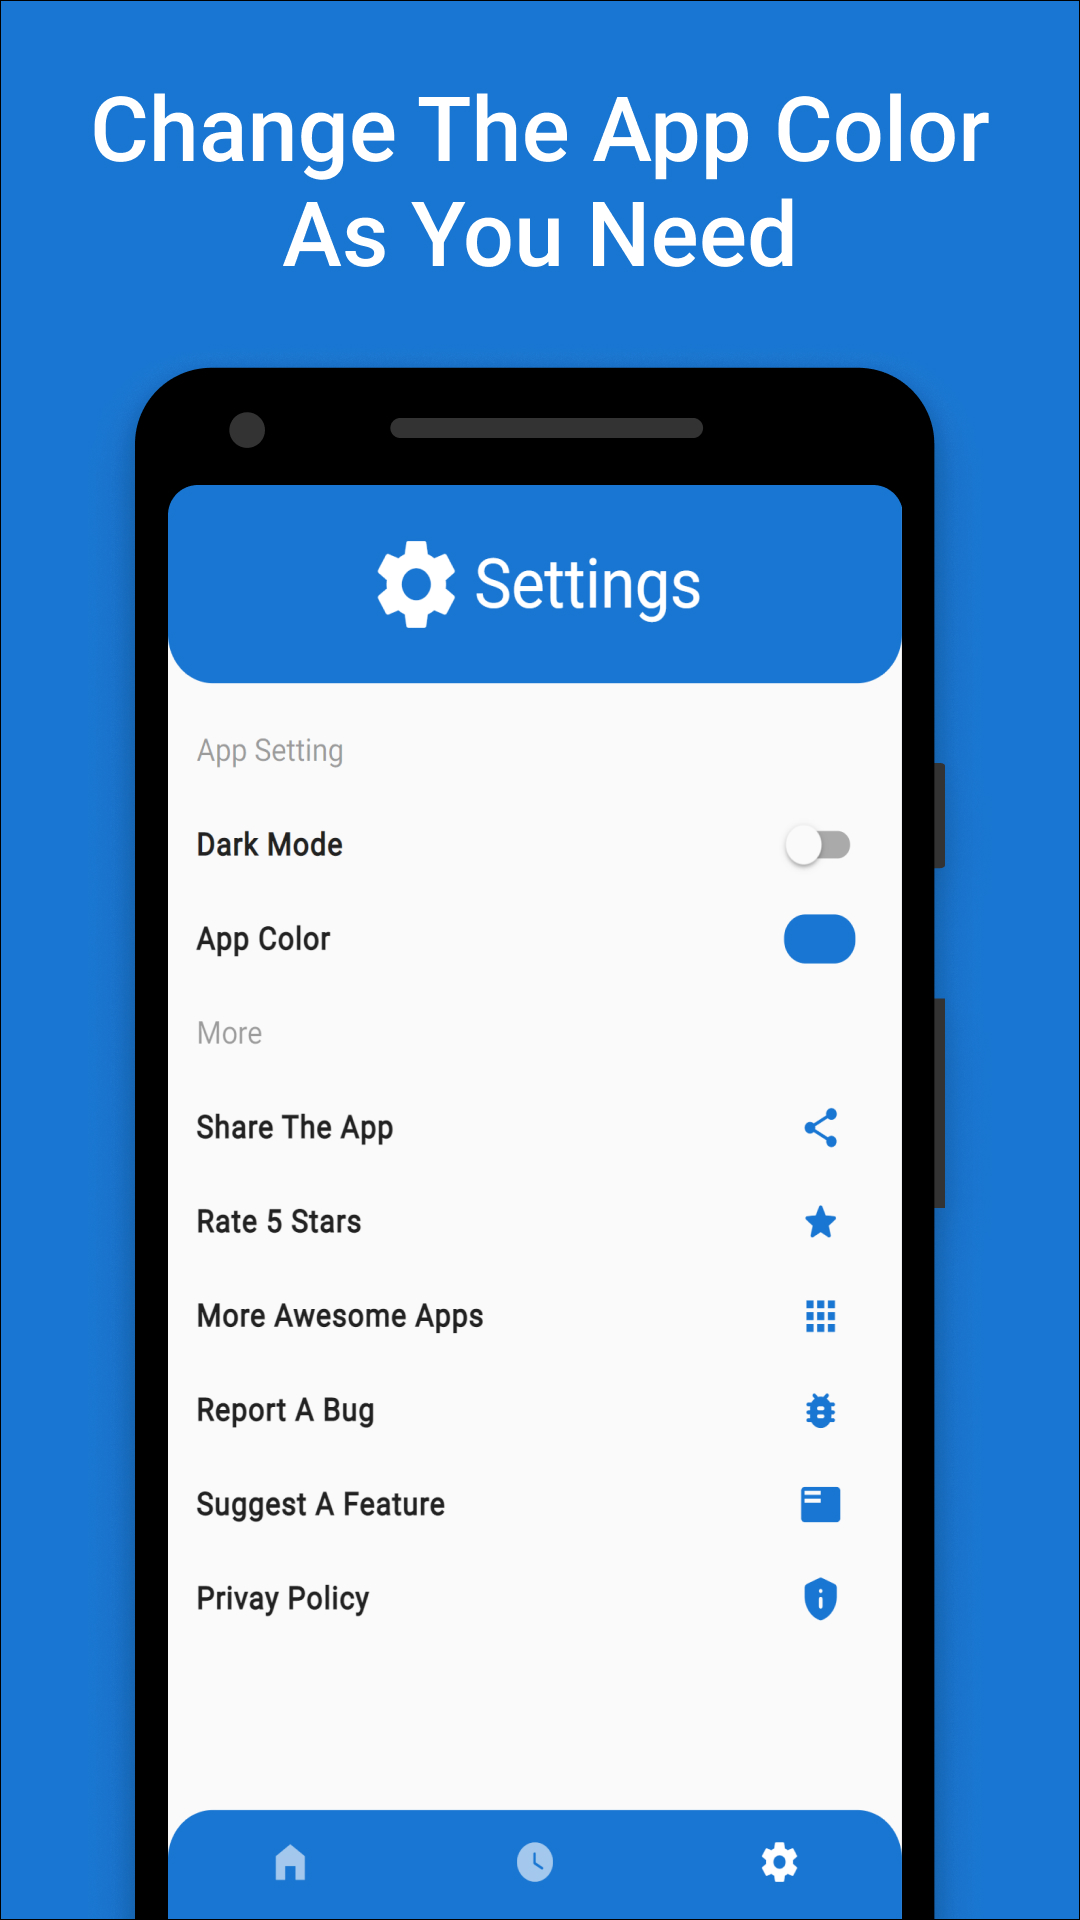 Change The App Color
As You Need
Settings
App Setting
Dark Mode
App Color
More
Share The App
Rate 5 Stars
More Awesome Apps
Report A Bug
Suggest A Feature
Privay Policy